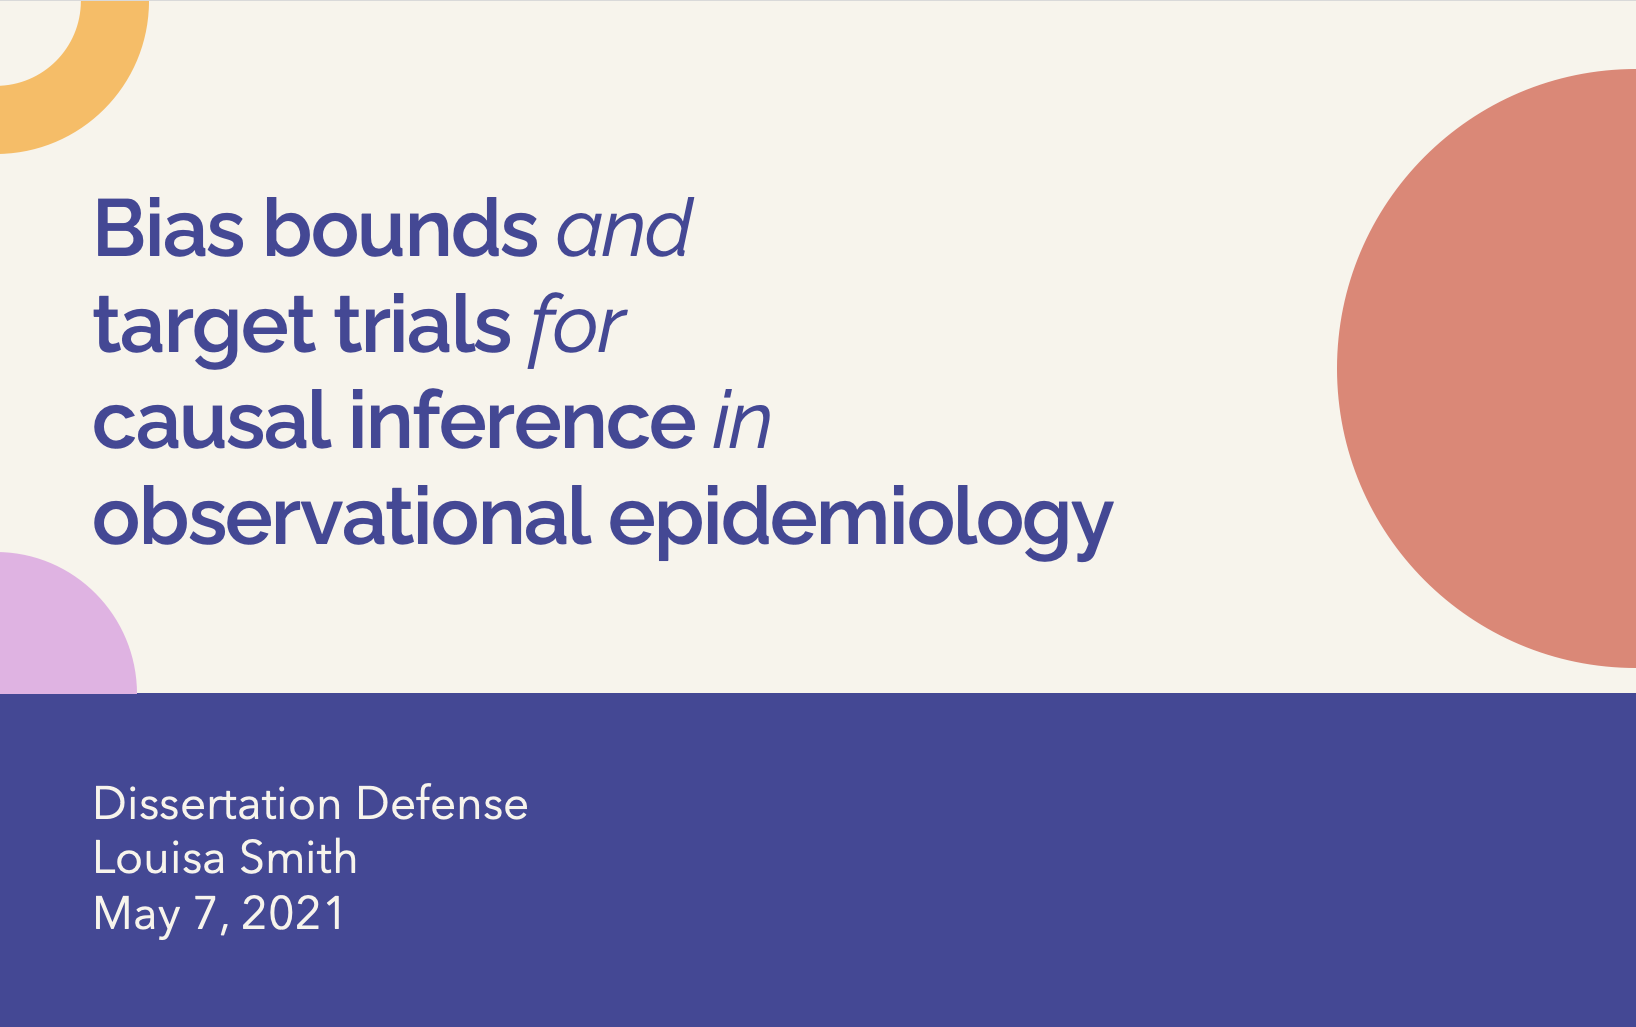 Bias bounds and
target trials for
causal inference in
observational epidemiology
Dissertation Defense
Louisa Smith
May 7, 2021